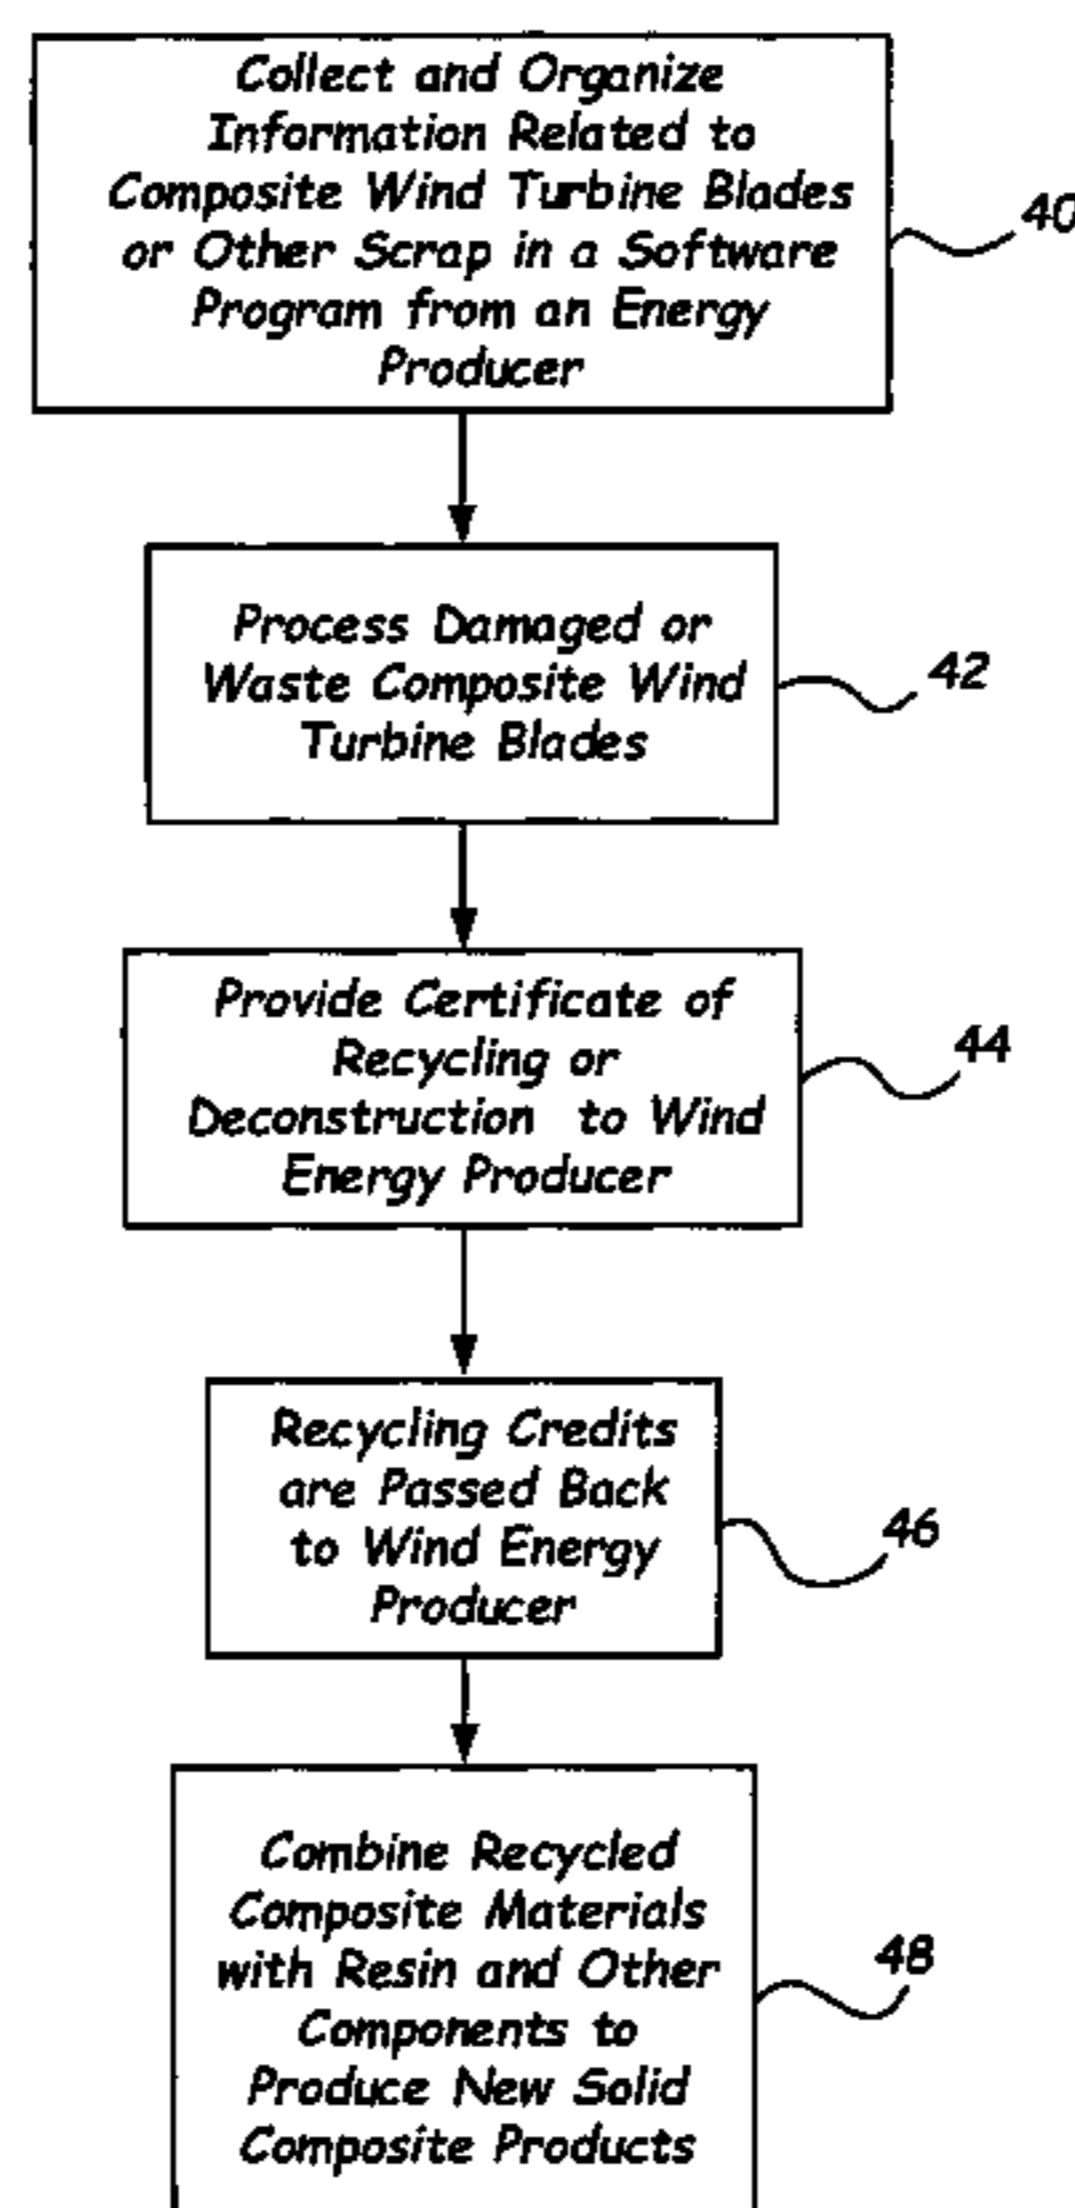 Collect and Organize
Information Related to
Composite Wind Turbine Blades
or Other Scrap in a Software
Program from an Energy
Producer
40
Process Damaged or
Waste Composite Wind
Turbine Blades
42
Provide Certificate of
Recycling or
Deconstruction to Wind
Energy Producer
44
Recycling Credits
are Passed Back
to Wind Energy
Producer
46
Combine Recycled
Composite Materials
with Resin and Other
Components to
Produce New Solid
Composite Products
48